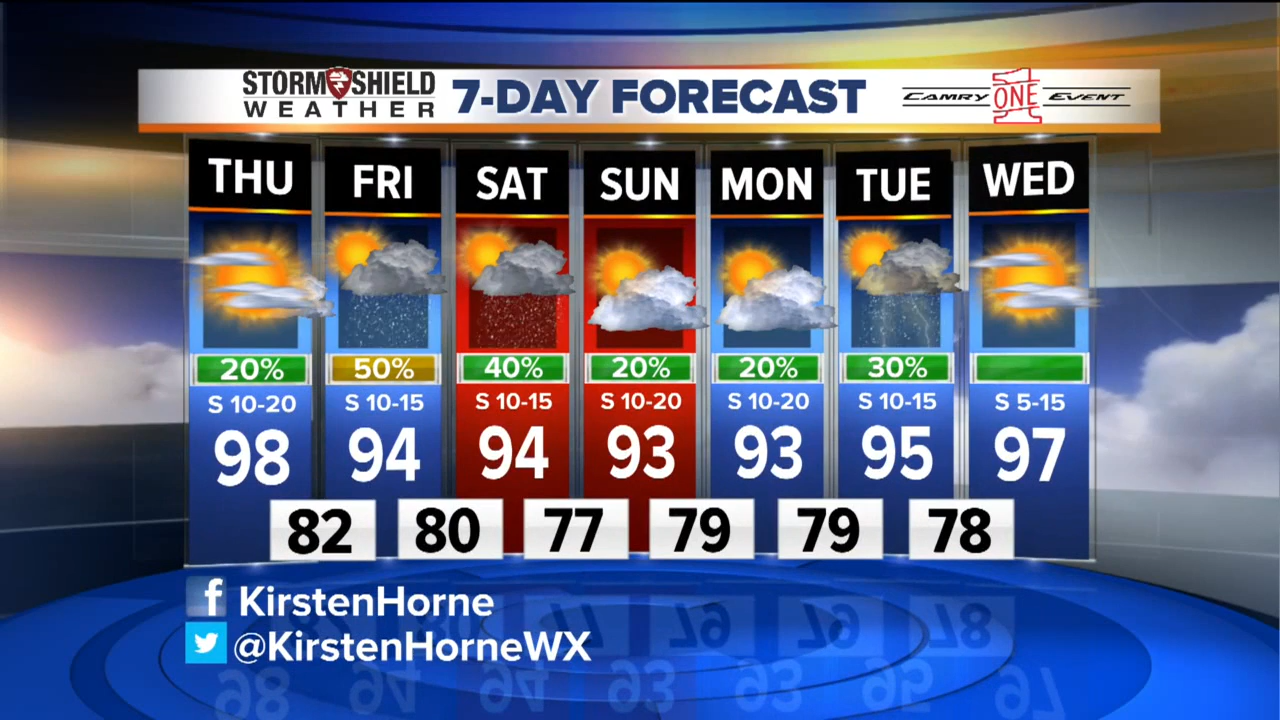 STORM SHIELD
WEATHER
7-DAY FORECAST
CAMRY ONE EVENT
THU FRI SAT SUN MON TUE WED
20% 50% 40% 20% 20% 30%
S 10-20 S 10-15 S 10-15 S 10-20 S 10-20 S 10-15 S 5-15
98 94 94 93 93 95 97
82 80 77 79 79 78
f KirstenHorne
@KirstenHorneWX